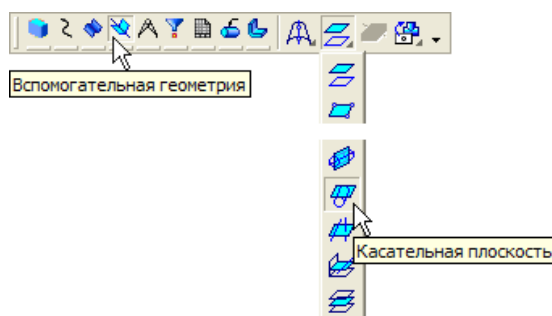 Вспомогательная геометрия
Касательная плоскость